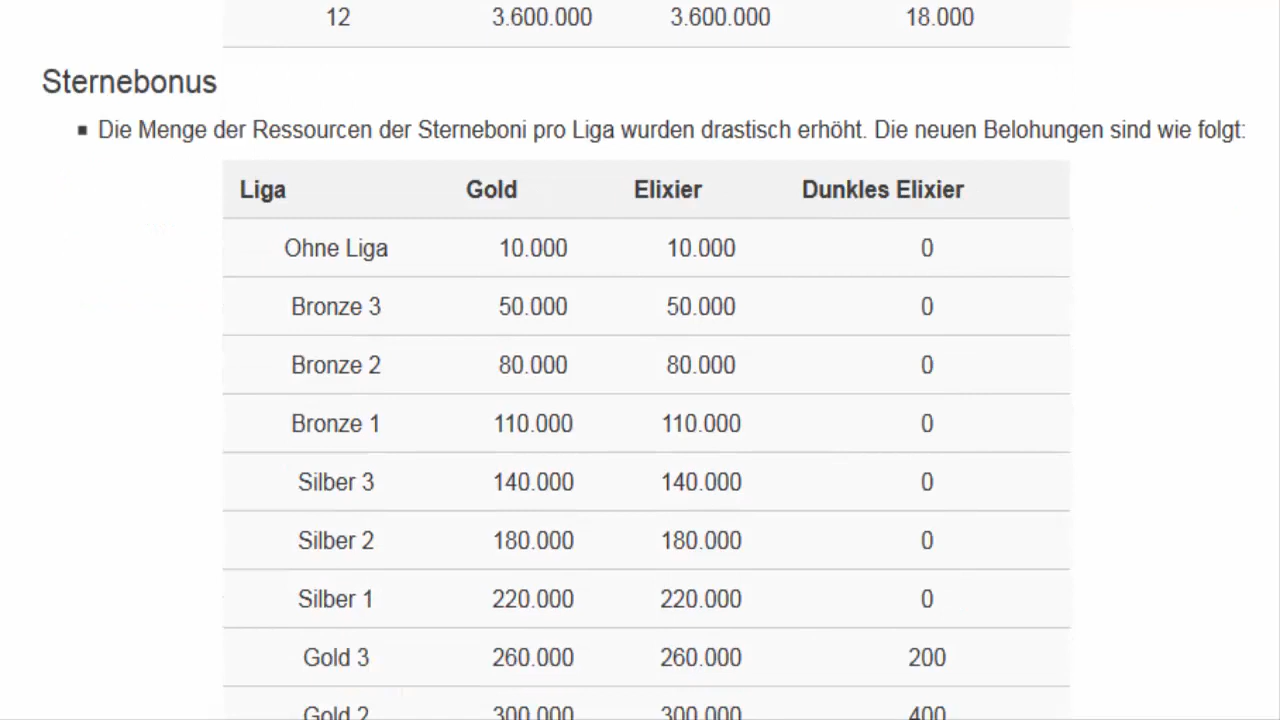 12 3.600.000 3.600.000 18.000
Sternebonus
▪ Die Menge der Ressourcen der Sterneboni pro Liga wurden drastisch erhöht. Die neuen Belohungen sind wie folgt:
Liga Gold Elixier Dunkles Elixier
Ohne Liga 10.000 10.000 0
Bronze 3 50.000 50.000 0
Bronze 2 80.000 80.000 0
Bronze 1 110.000 110.000 0
Silber 3 140.000 140.000 0
Silber 2 180.000 180.000 0
Silber 1 220.000 220.000 0
Gold 3 260.000 260.000 200
Gold 2 300.000 300.000 400